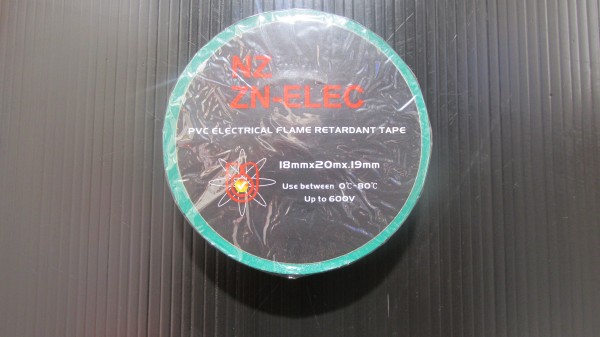 NZ
ZN-ELEC
PVC ELECTRICAL FLAME RETARDANT TAPE
18mmx20mx.19mm
Use between 0℃-80℃
Up to 600V